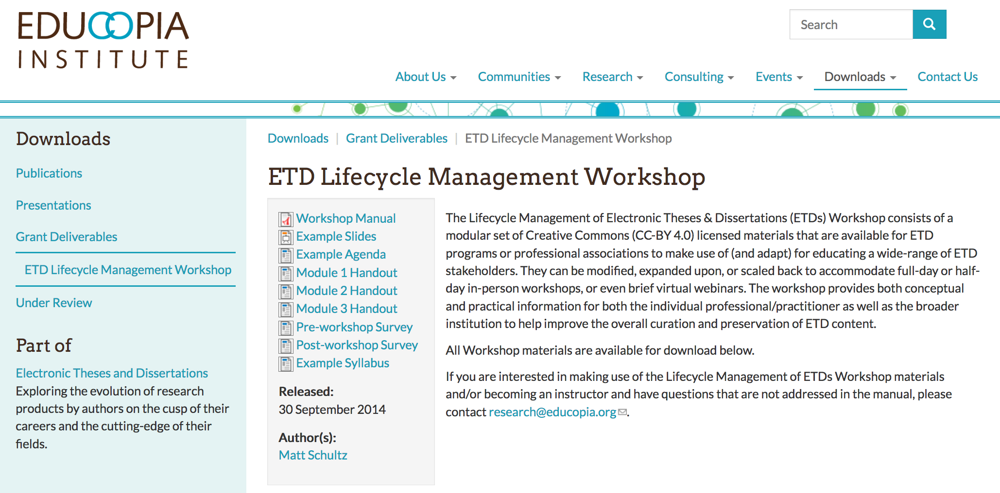 EDUCOPIA
INSTITUTE
Search
About Us
Communities
Research
Consulting
Events
Downloads
Contact Us
Downloads
Publications
Presentations
Grant Deliverables
ETD Lifecycle Management Workshop
Under Review
Part of
Electronic Theses and Dissertations
Exploring the evolution of research
products by authors on the cusp of their
careers and the cutting-edge of their
fields.
Downloads | Grant Deliverables | ETD Lifecycle Management Workshop
ETD Lifecycle Management Workshop
Workshop Manual
Example Slides
Example Agenda
Module 1 Handout
Module 2 Handout
Module 3 Handout
Pre-workshop Survey
Post-workshop Survey
Example Syllabus
Released:
30 September 2014
Author(s):
Matt Schultz
The Lifecycle Management of Electronic Theses & Dissertations (ETDs) Workshop consists of a
modular set of Creative Commons (CC-BY 4.0) licensed materials that are available for ETD
programs or professional associations to make use of (and adapt) for educating a wide-range of ETD
stakeholders. They can be modified, expanded upon, or scaled back to accommodate full-day or half-
day in-person workshops, or even brief virtual webinars. The workshop provides both conceptual
and practical information for both the individual professional/practitioner as well as the broader
institution to help improve the overall curation and preservation of ETD content.
All Workshop materials are available for download below.
If you are interested in making use of the Lifecycle Management of ETDs Workshop materials
and/or becoming an instructor and have questions that are not addressed in the manual, please
contact research@educopia.org.